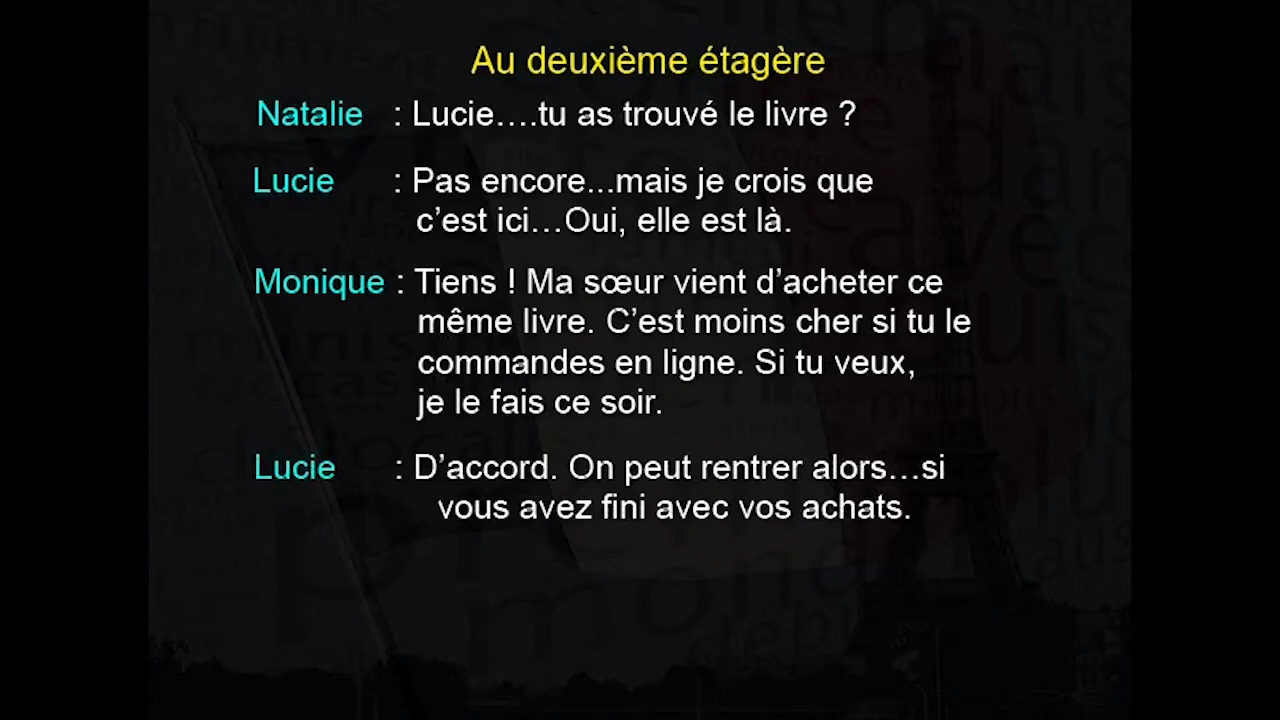 Au deuxième étagère
Natalie : Lucie....tu as trouvé le livre ?
Lucie : Pas encore...mais je crois que
c’est ici…Oui, elle est là.
Monique : Tiens ! Ma sœur vient d’acheter ce
même livre. C’est moins cher si tu le
commandes en ligne. Si tu veux,
je le fais ce soir.
Lucie : D’accord. On peut rentrer alors…si
vous avez fini avec vos achats.